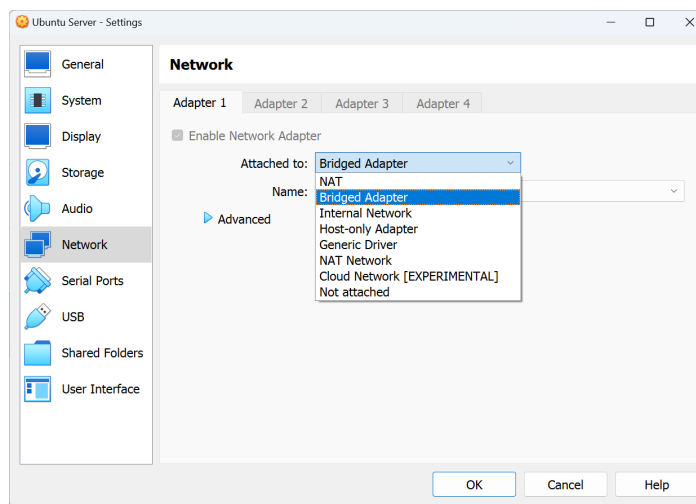 Ubuntu Server - Settings
General
System
Display
Storage
Audio
Network
Serial Ports
USB
Shared Folders
User Interface
Network
Adapter 1 Adapter 2 Adapter 3 Adapter 4
Enable Network Adapter
Attached to: Bridged Adapter
Name:
Advanced
NAT
Bridged Adapter
Internal Network
Host-only Adapter
Generic Driver
NAT Network
Cloud Network [EXPERIMENTAL]
Not attached
OK Cancel Help